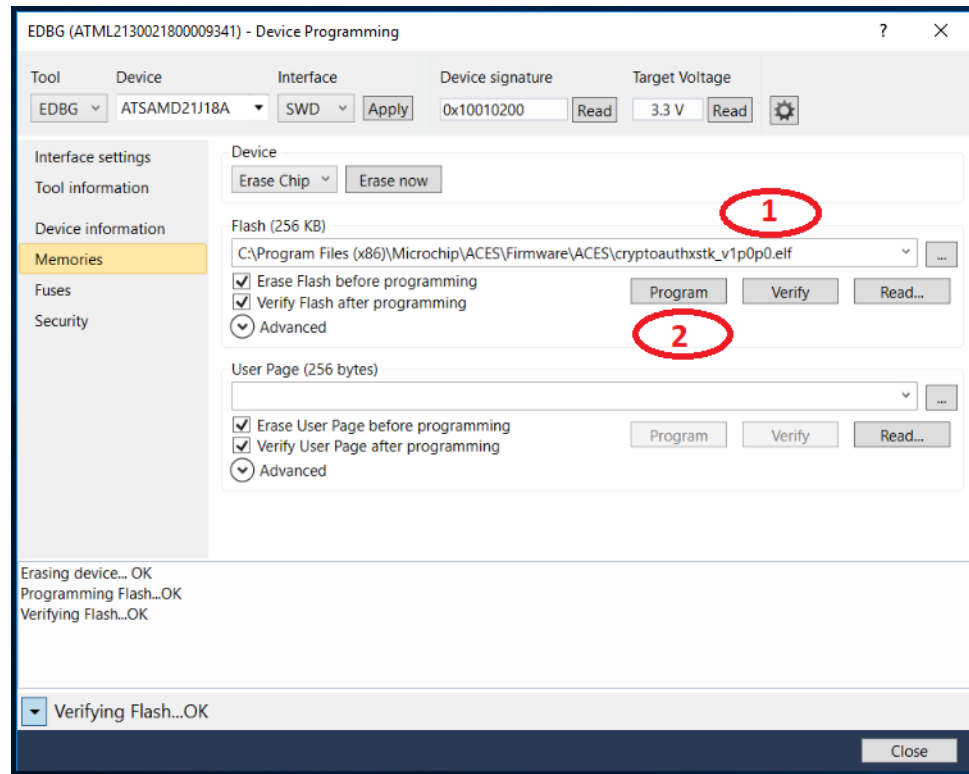 EDBG (ATML2130021800009341) - Device Programming ? ×
Tool Device Interface Device signature Target Voltage
EDBG ATSAMD21J18A SWD Apply 0x10010200 Read 3.3 V Read
Interface settings
Tool information
Device information
Memories
Fuses
Security
Device
Erase Chip Erase now
1
Flash (256 KB)
C:\Program Files (x86)\Microchip\ACES\Firmware\ACES\cryptoauthxstk_v1p0p0.elf ...
Erase Flash before programming
Program Verify Read...
Verify Flash after programming
Advanced
2
User Page (256 bytes)
...
Erase User Page before programming
Program Verify Read...
Verify User Page after programming
Advanced
Erasing device... OK
Programming Flash...OK
Verifying Flash...OK
Verifying Flash...OK
Close